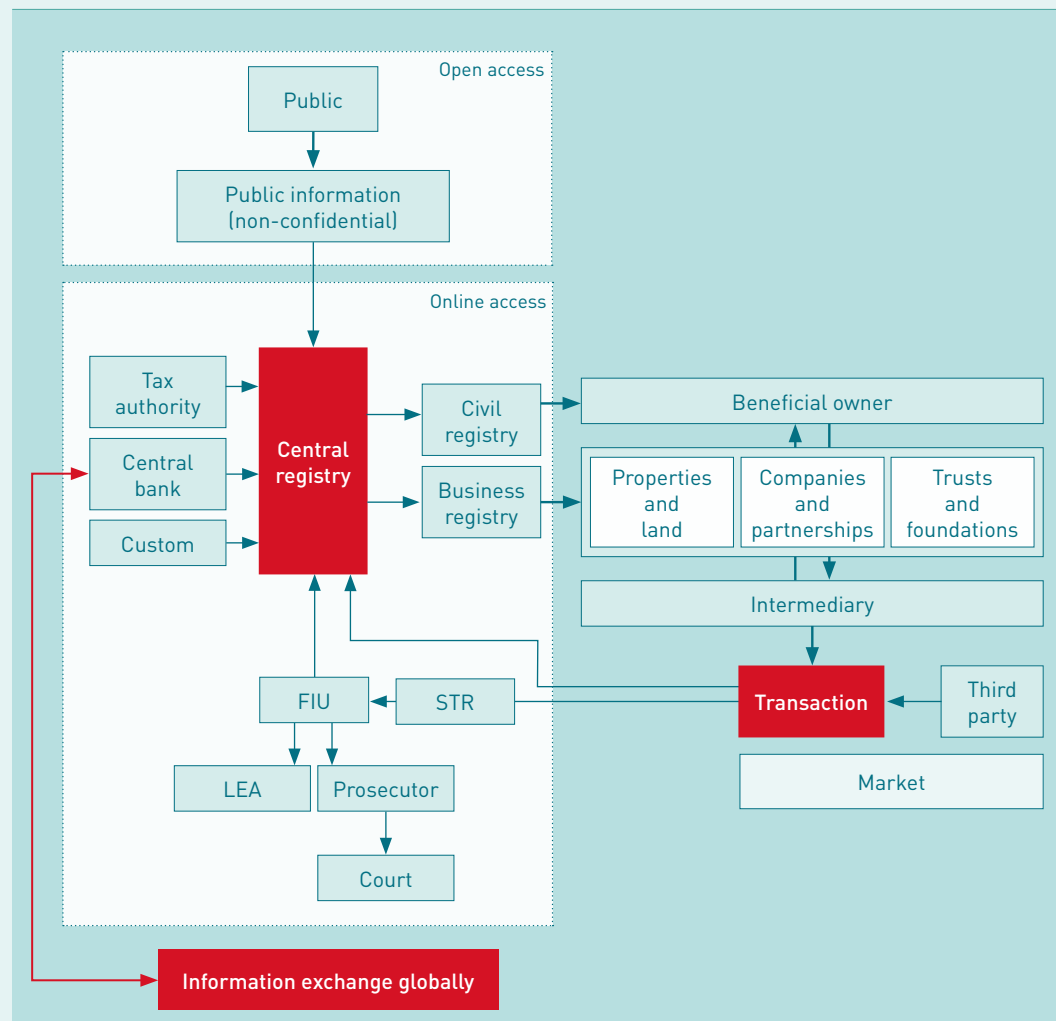 Open access
Public
Public information
(non-confidential)
Online access
Tax
authority
Central
bank
Custom
Central
registry
Civil
registry
Business
registry
Beneficial owner
Properties
and
land
Companies
and
partnerships
Trusts
and
foundations
Intermediary
FIU
STR
Transaction
Third
party
LEA
Prosecutor
Market
Court
Information exchange globally